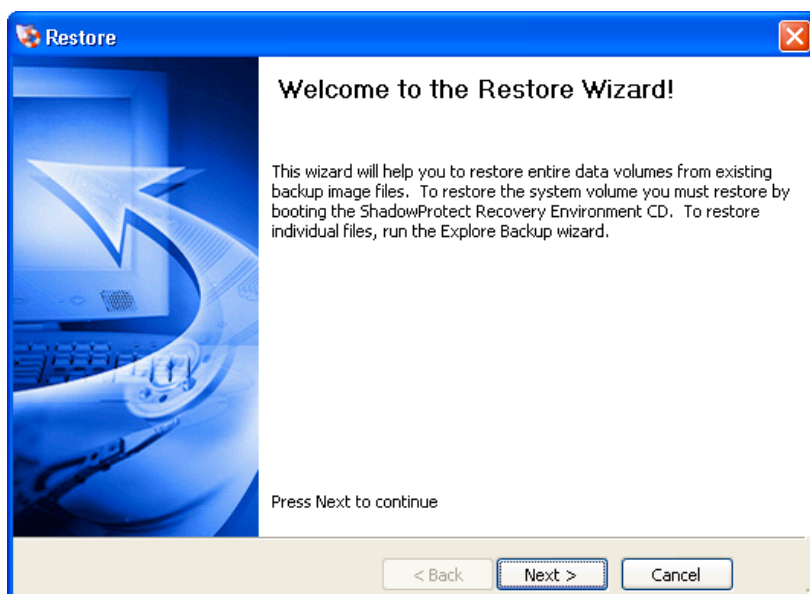 Restore
Welcome to the Restore Wizard!
This wizard will help you to restore entire data volumes from existing
backup image files. To restore the system volume you must restore by
booting the ShadowProtect Recovery Environment CD. To restore
individual files, run the Explore Backup wizard.
Press Next to continue
< Back
Next >
Cancel